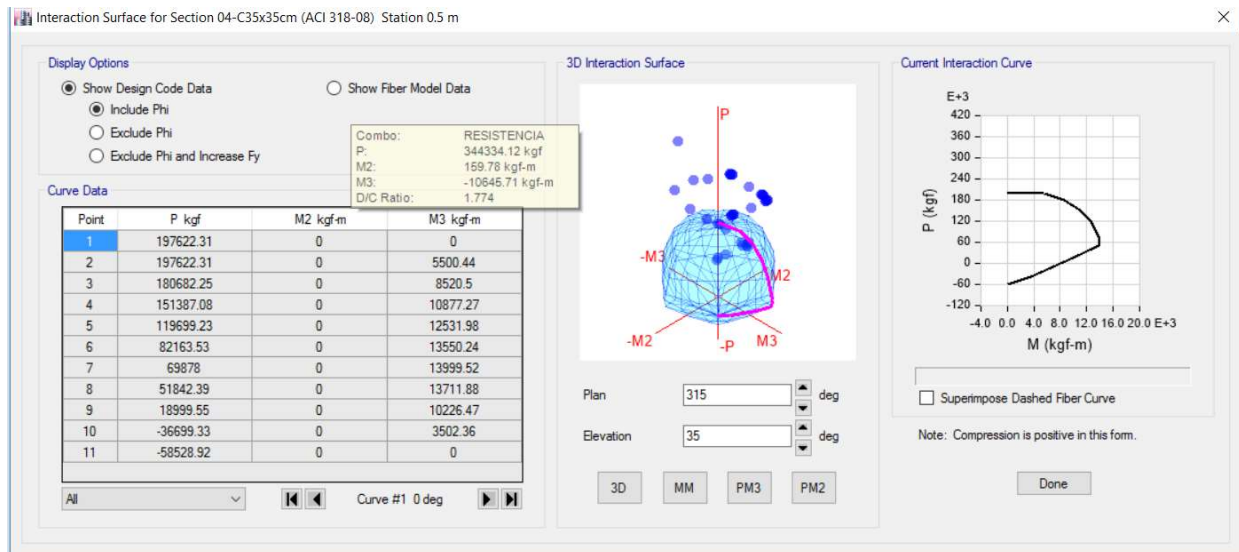 Interaction Surface for Section 04-C35x35cm (ACI 318-08) Station 0.5 m
Display Options
Show Design Code Data
Show Fiber Model Data
Include Phi
Exclude Phi
Exclude Phi and Increase Fy
Combo: RESISTENCIA
P: 344334.12 kgf
M2: 159.78 kgf-m
M3: -10645.71 kgf-m
D/C Ratio: 1.774
Curve Data
Point P kgf M2 kgf-m M3 kgf-m
1 197622.31 0 0
2 197622.31 0 5500.44
3 180682.25 0 8520.5
4 151387.08 0 10877.27
5 119699.23 0 12531.98
6 82163.53 0 13550.24
7 69878 0 13999.52
8 51842.39 0 13711.88
9 18999.55 0 10226.47
10 -36699.33 0 3502.36
11 -58528.92 0 0
All
Curve #1 0 deg
3D Interaction Surface
P
-M3
M2
-M2
-P
M3
Plan 315 deg
Elevation 35 deg
3D MM PM3 PM2
Current Interaction Curve
E+3
420
360
300
240
180
120
60
0
-60
-120
P (kgf)
-4.0 0.0 4.0 8.0 12.0 16.0 20.0 E+3
M (kgf-m)
Superimpose Dashed Fiber Curve
Note: Compression is positive in this form.
Done